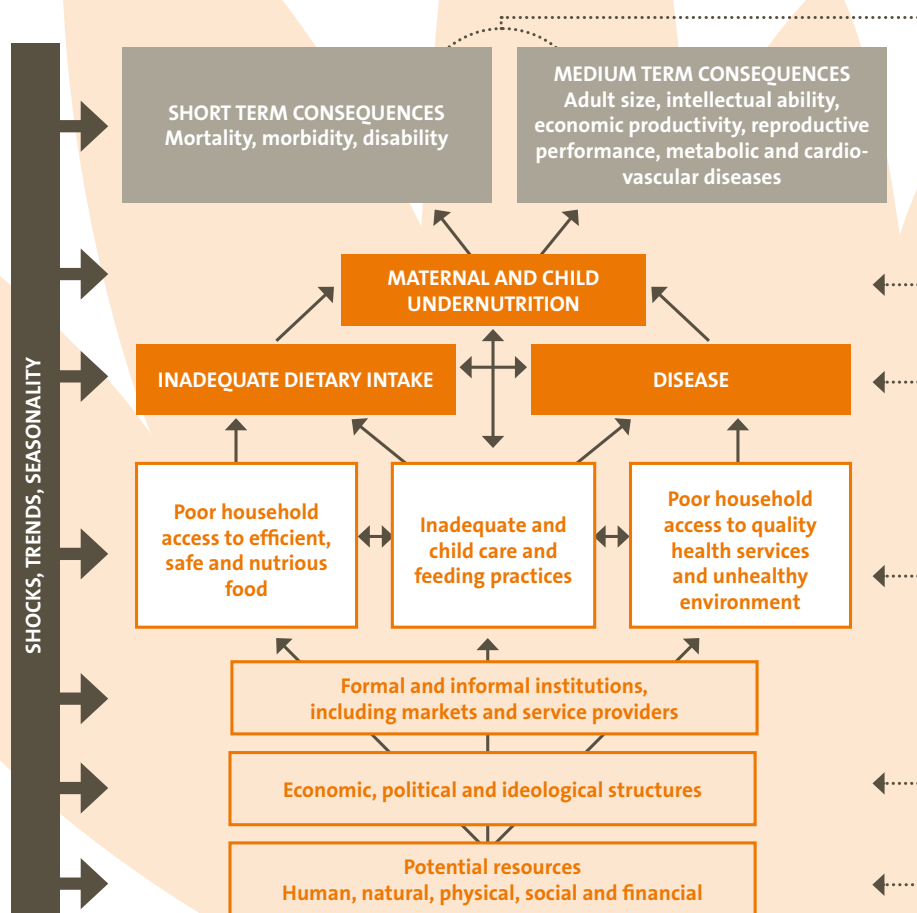 SHORT TERM CONSEQUENCES
Mortality, morbidity, disability
MEDIUM TERM CONSEQUENCES
Adult size, intellectual ability,
economic productivity, reproductive
performance, metabolic and cardio-
vascular diseases
MATERNAL AND CHILD
UNDERNUTRITION
INADEQUATE DIETARY INTAKE
DISEASE
SHOCKS, TRENDS, SEASONALITY
Poor household
access to efficient,
safe and nutrious
food
Inadequate and
child care and
feeding practices
Poor household
access to quality
health services
and unhealthy
environment
Formal and informal institutions,
including markets and service providers
Economic, political and ideological structures
Potential resources
Human, natural, physical, social and financial